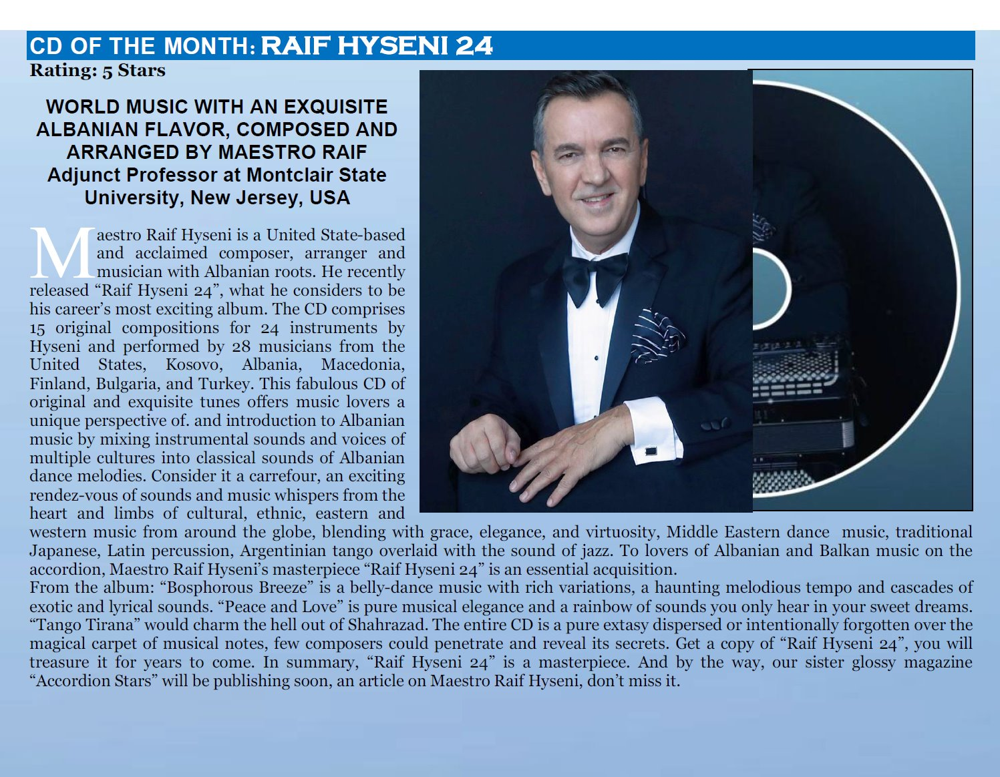 CD OF THE MONTH: RAIF HYSENI 24
Rating: 5 Stars
WORLD MUSIC WITH AN EXQUISITE
ALBANIAN FLAVOR, COMPOSED AND
ARRANGED BY MAESTRO RAIF
Adjunct Professor at Montclair State
University, New Jersey, USA
Maestro Raif Hyseni is a United State-based
and acclaimed composer, arranger and
musician with Albanian roots. He recently
released “Raif Hyseni 24”, what he considers to be
his career’s most exciting album. The CD comprises
15 original compositions for 24 instruments by
Hyseni and performed by 28 musicians from the
United States, Kosovo, Albania, Macedonia,
Finland, Bulgaria, and Turkey. This fabulous CD of
original and exquisite tunes offers music lovers a
unique perspective of. and introduction to Albanian
music by mixing instrumental sounds and voices of
multiple cultures into classical sounds of Albanian
dance melodies. Consider it a carrefour, an exciting
rendez-vous of sounds and music whispers from the
heart and limbs of cultural, ethnic, eastern and
western music from around the globe, blending with grace, elegance, and virtuosity, Middle Eastern dance music, traditional
Japanese, Latin percussion, Argentinian tango overlaid with the sound of jazz. To lovers of Albanian and Balkan music on the
accordion, Maestro Raif Hyseni’s masterpiece “Raif Hyseni 24” is an essential acquisition.
From the album: “Bosphorous Breeze” is a belly-dance music with rich variations, a haunting melodious tempo and cascades of
exotic and lyrical sounds. “Peace and Love” is pure musical elegance and a rainbow of sounds you only hear in your sweet dreams.
“Tango Tirana” would charm the hell out of Shahrazad. The entire CD is a pure extasy dispersed or intentionally forgotten over the
magical carpet of musical notes, few composers could penetrate and reveal its secrets. Get a copy of “Raif Hyseni 24”, you will
treasure it for years to come. In summary, “Raif Hyseni 24” is a masterpiece. And by the way, our sister glossy magazine
“Accordion Stars” will be publishing soon, an article on Maestro Raif Hyseni, don’t miss it.